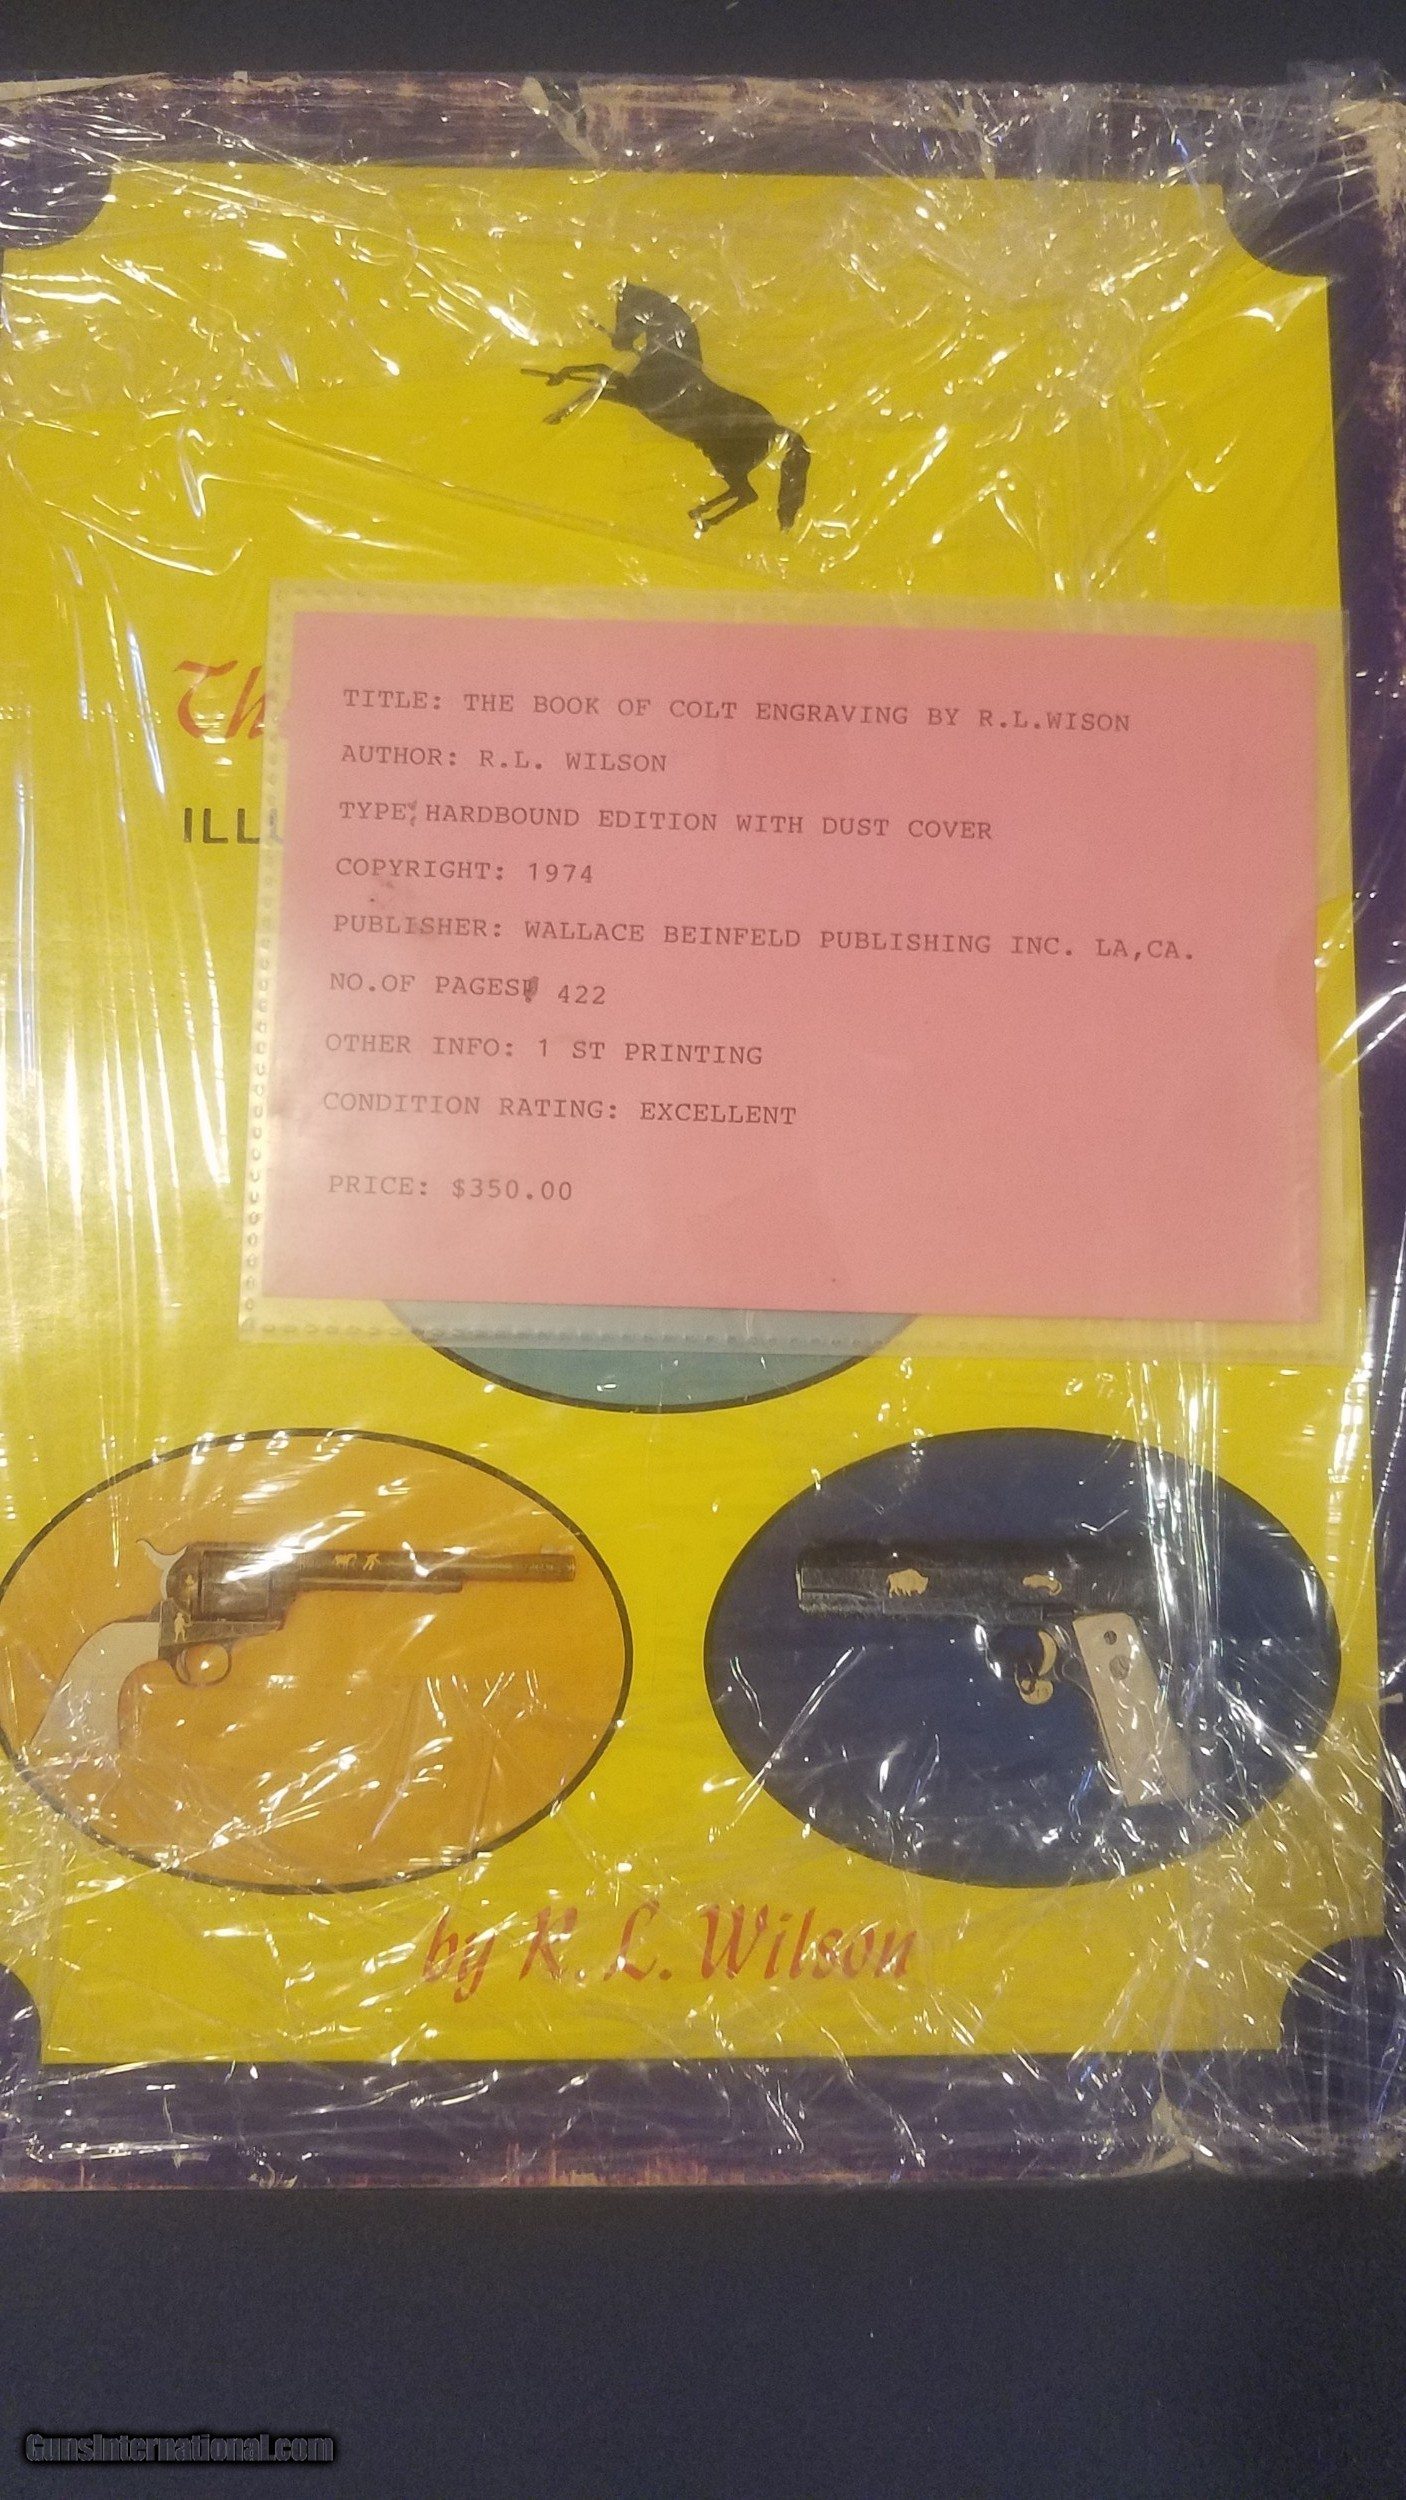 Th
ILL
TITLE: THE BOOK OF COLT ENGRAVING BY R.L.WISON
AUTHOR: R.L. WILSON
TYPE; HARDBOUND EDITION WITH DUST COVER
COPYRIGHT: 1974
PUBLISHER: WALLACE BEINFELD PUBLISHING INC. LA,CA.
NO.OF PAGES: 422
OTHER INFO: 1 ST PRINTING
CONDITION RATING: EXCELLENT
PRICE: $350.00
by R. L. Wilson
GunsInternational.com